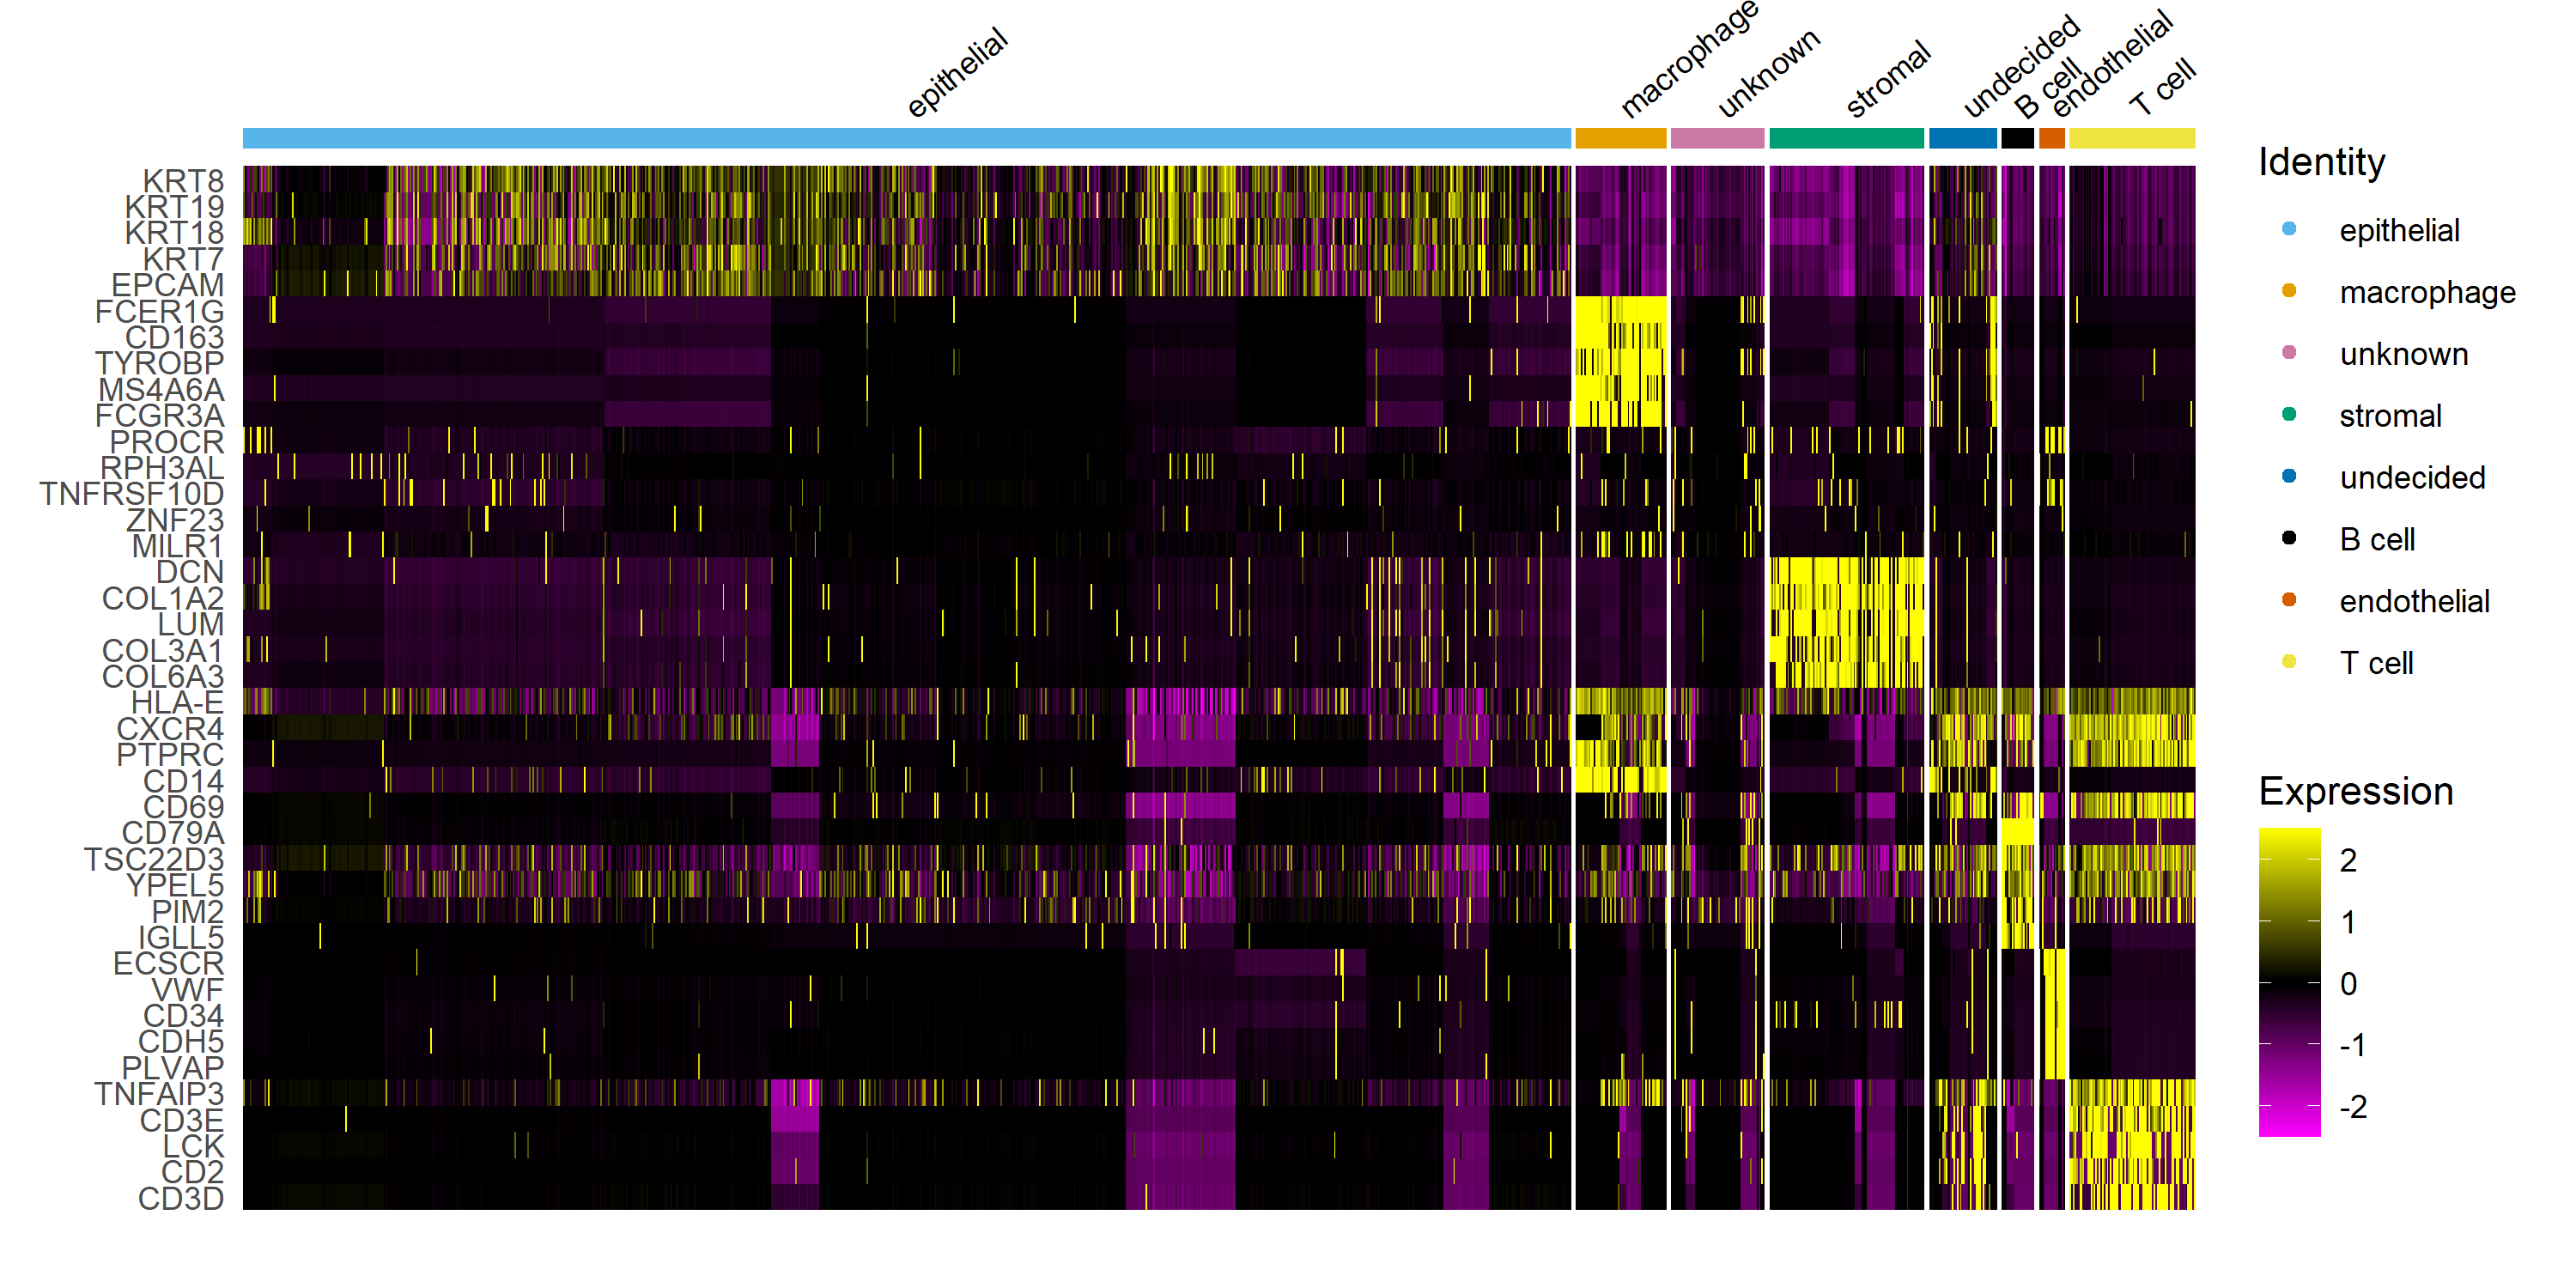 epithelial
macrophage
unknown
stromal
undecided
B cell
endothelial
T cell
KRT8
KRT19
KRT18
KRT7
EPCAM
FCER1G
CD163
TYROBP
MS4A6A
FCGR3A
PROCR
RPH3AL
TNFRSF10D
ZNF23
MILR1
DCN
COL1A2
LUM
COL3A1
COL6A3
HLA-E
CXCR4
PTPRC
CD14
CD69
CD79A
TSC22D3
YPEL5
PIM2
IGLL5
ECSCR
VWF
CD34
CDH5
PLVAP
TNFAIP3
CD3E
LCK
CD2
CD3D
Identity
epithelial
macrophage
unknown
stromal
undecided
B cell
endothelial
T cell
Expression
2
1
0
-1
-2